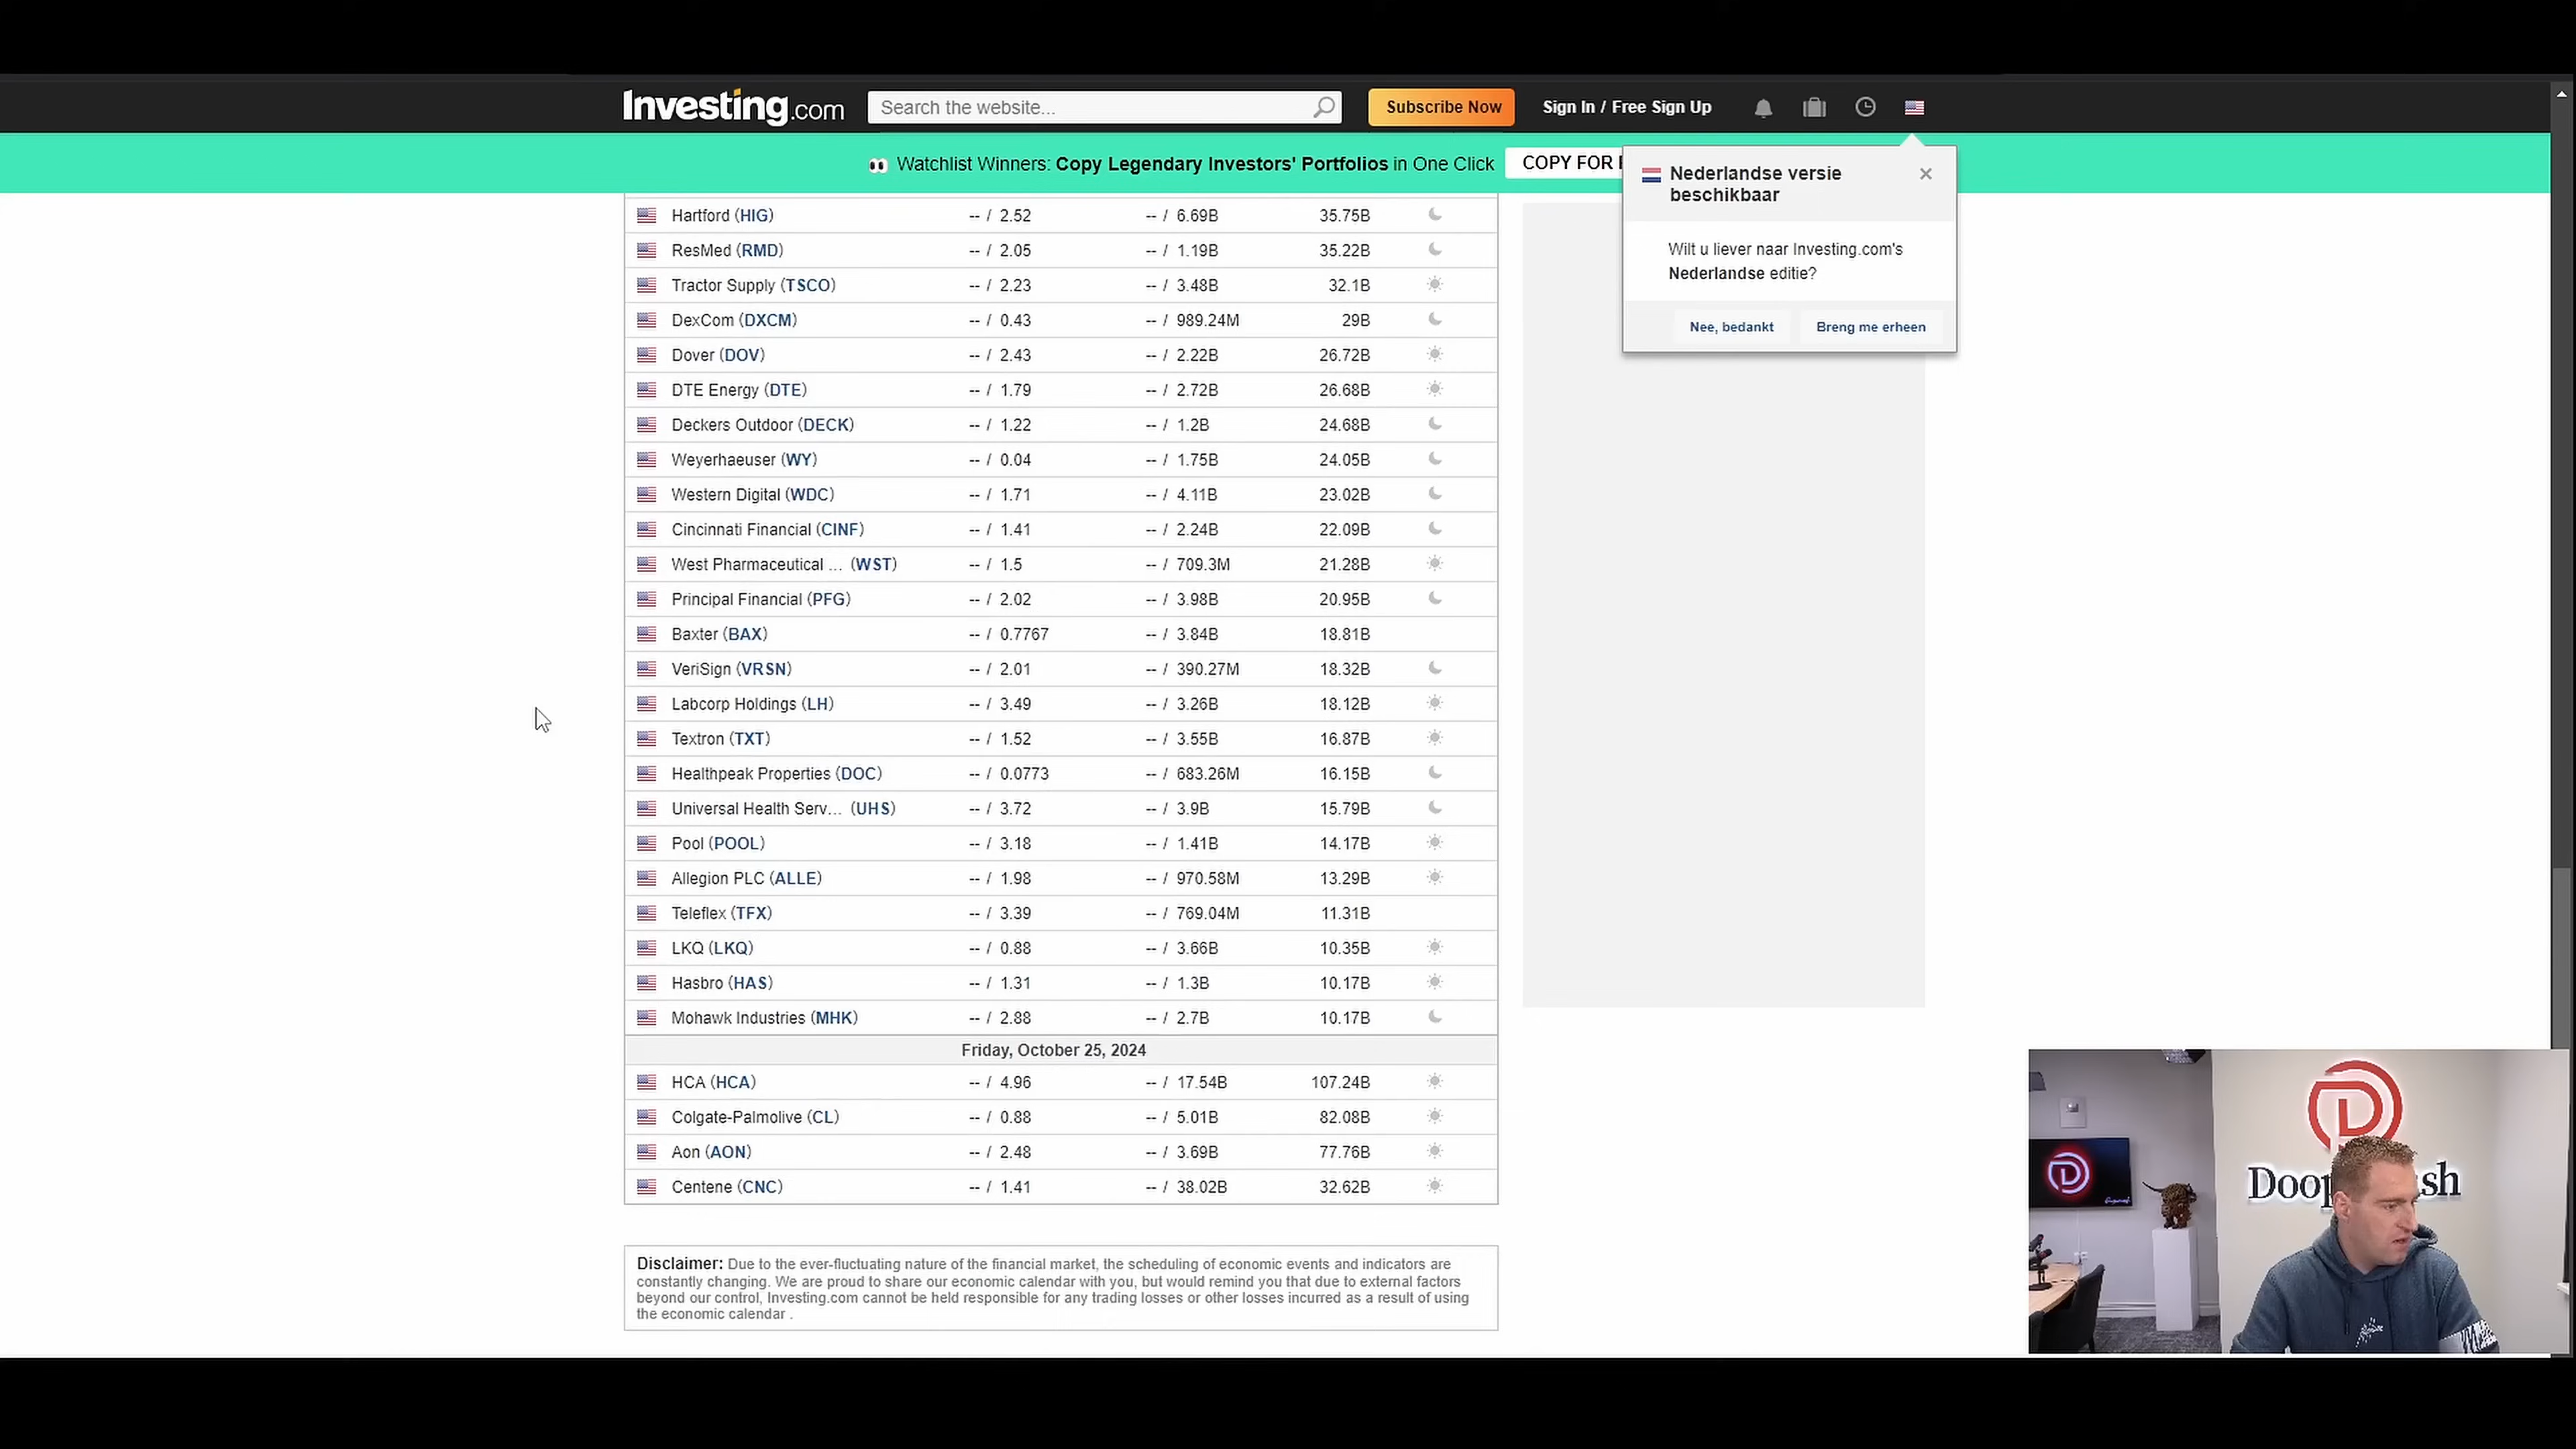 Investing.com
Search the website...
Subscribe Now
Sign In / Free Sign Up
Watchlist Winners: Copy Legendary Investors' Portfolios in One Click
COPY FOR
Nederlandse versie
beschikbaar
Wilt u liever naar Investing.com's
Nederlandse editie?
Nee, bedankt
Breng me erheen
Hartford (HIG) -- / 2.52 -- / 6.69B 35.75B
ResMed (RMD) -- / 2.05 -- / 1.19B 35.22B
Tractor Supply (TSCO) -- / 2.23 -- / 3.48B 32.1B
DexCom (DXCM) -- / 0.43 -- / 989.24M 29B
Dover (DOV) -- / 2.43 -- / 2.22B 26.72B
DTE Energy (DTE) -- / 1.79 -- / 2.72B 26.68B
Deckers Outdoor (DECK) -- / 1.22 -- / 1.2B 24.68B
Weyerhaeuser (WY) -- / 0.04 -- / 1.75B 24.05B
Western Digital (WDC) -- / 1.71 -- / 4.11B 23.02B
Cincinnati Financial (CINF) -- / 1.41 -- / 2.24B 22.09B
West Pharmaceutical ... (WST) -- / 1.5 -- / 709.3M 21.28B
Principal Financial (PFG) -- / 2.02 -- / 3.98B 20.95B
Baxter (BAX) -- / 0.7767 -- / 3.84B 18.81B
VeriSign (VRSN) -- / 2.01 -- / 390.27M 18.32B
Labcorp Holdings (LH) -- / 3.49 -- / 3.26B 18.12B
Textron (TXT) -- / 1.52 -- / 3.55B 16.87B
Healthpeak Properties (DOC) -- / 0.0773 -- / 683.26M 16.15B
Universal Health Serv... (UHS) -- / 3.72 -- / 3.9B 15.79B
Pool (POOL) -- / 3.18 -- / 1.41B 14.17B
Allegion PLC (ALLE) -- / 1.98 -- / 970.58M 13.29B
Teleflex (TFX) -- / 3.39 -- / 769.04M 11.31B
LKQ (LKQ) -- / 0.88 -- / 3.66B 10.35B
Hasbro (HAS) -- / 1.31 -- / 1.3B 10.17B
Mohawk Industries (MHK) -- / 2.88 -- / 2.7B 10.17B
Friday, October 25, 2024
HCA (HCA) -- / 4.96 -- / 17.54B 107.24B
Colgate-Palmolive (CL) -- / 0.88 -- / 5.01B 82.08B
Aon (AON) -- / 2.48 -- / 3.69B 77.76B
Centene (CNC) -- / 1.41 -- / 38.02B 32.62B
Disclaimer: Due to the ever-fluctuating nature of the financial market, the scheduling of economic events and indicators are
constantly changing. We are proud to share our economic calendar with you, but would remind you that due to external factors
beyond our control, Investing.com cannot be held responsible for any trading losses or other losses incurred as a result of using
the economic calendar .